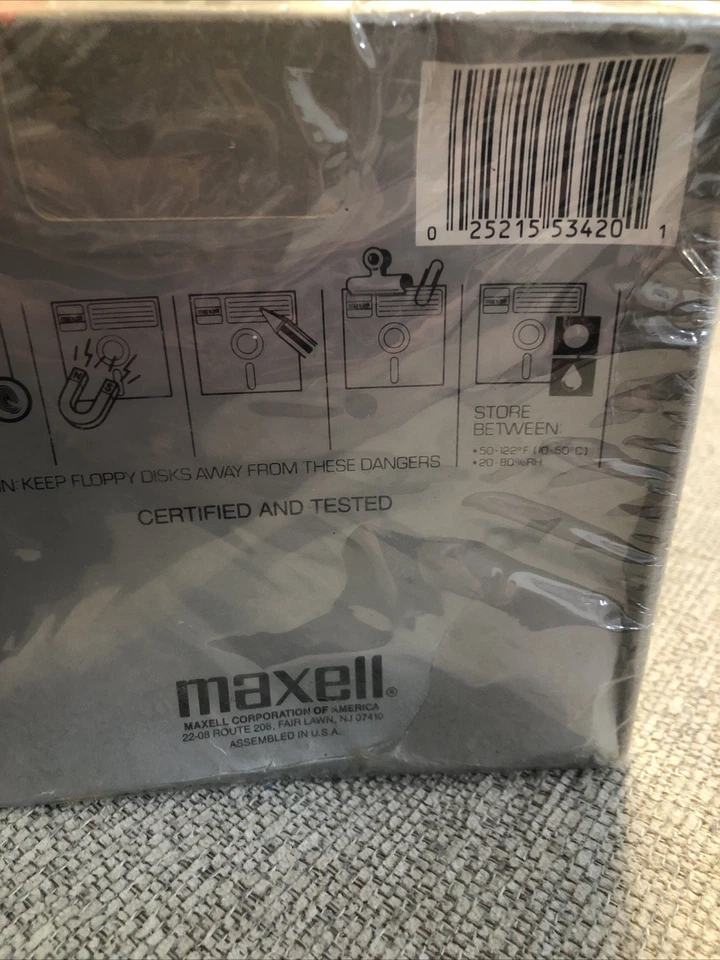 0 25215 53420 1
STORE
BETWEEN:
• 50-122°F (10-50°C)
• 20-80%RH
N: KEEP FLOPPY DISKS AWAY FROM THESE DANGERS
CERTIFIED AND TESTED
maxell®
MAXELL CORPORATION OF AMERICA
22-08 ROUTE 208, FAIR LAWN, NJ 07410
ASSEMBLED IN U.S.A.